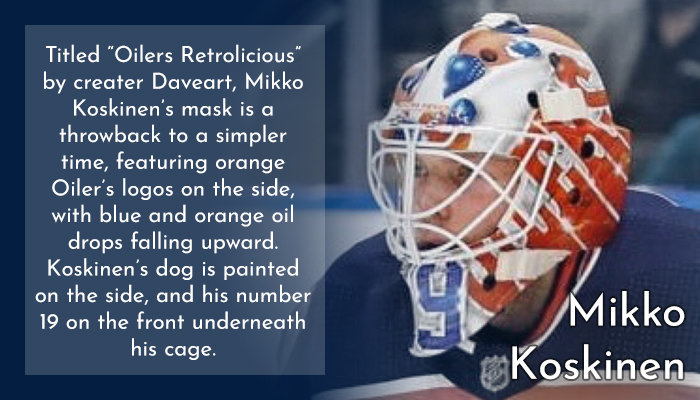 Titled “Oilers Retrolicious”
by creater Daveart, Mikko
Koskinen’s mask is a
throwback to a simpler
time, featuring orange
Oiler’s logos on the side,
with blue and orange oil
drops falling upward.
Koskinen’s dog is painted
on the side, and his number
19 on the front underneath
his cage.
9
Mikko
Koskinen